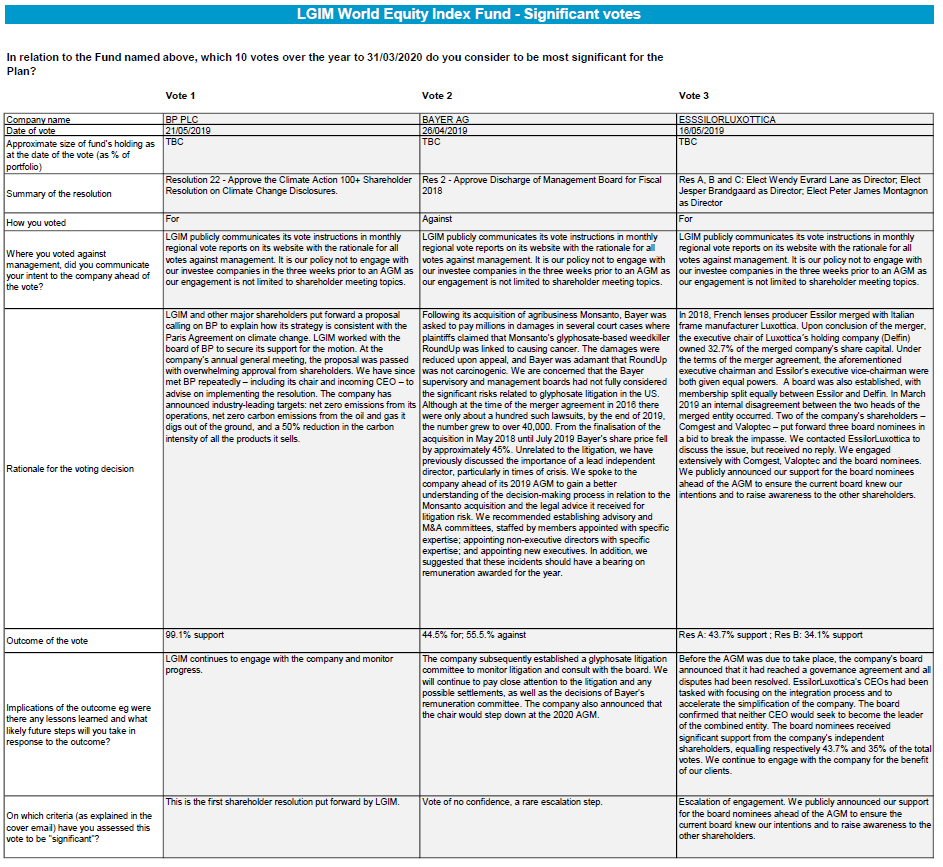 LGIM World Equity Index Fund - Significant votes
In relation to the Fund named above, which 10 votes over the year to 31/03/2020 do you consider to be most significant for the
Plan?
Vote 1
Vote 2
Vote 3
Company name
BP PLC
BAYER AG
ESSSILORLUXOTTICA
Date of vote
21/05/2019
26/04/2019
16/05/2019
Approximate size of fund's holding as
at the date of the vote (as % of
portfolio)
TBC
TBC
TBC
Summary of the resolution
Resolution 22 - Approve the Climate Action 100+ Shareholder
Resolution on Climate Change Disclosures.
Res 2 - Approve Discharge of Management Board for Fiscal
2018
Res A, B and C: Elect Wendy Evrard Lane as Director; Elect
Jesper Brandgaard as Director; Elect Peter James Montagnon
as Director
How you voted
For
Against
For
Where you voted against
management, did you communicate
your intent to the company ahead of
the vote?
LGIM publicly communicates its vote instructions in monthly
regional vote reports on its website with the rationale for all
votes against management. It is our policy not to engage with
our investee companies in the three weeks prior to an AGM as
our engagement is not limited to shareholder meeting topics.
LGIM publicly communicates its vote instructions in monthly
regional vote reports on its website with the rationale for all
votes against management. It is our policy not to engage with
our investee companies in the three weeks prior to an AGM as
our engagement is not limited to shareholder meeting topics.
LGIM publicly communicates its vote instructions in monthly
regional vote reports on its website with the rationale for all
votes against management. It is our policy not to engage with
our investee companies in the three weeks prior to an AGM as
our engagement is not limited to shareholder meeting topics.
Rationale for the voting decision
LGIM and other major shareholders put forward a proposal
calling on BP to explain how its strategy is consistent with the
Paris Agreement on climate change. LGIM worked with the
board of BP to secure its support for the motion. At the
company's annual general meeting, the proposal was passed
with overwhelming approval from shareholders. We have since
met BP repeatedly – including its chair and incoming CEO – to
advise on implementing the resolution. The company has
announced industry-leading targets: net zero emissions from its
operations, net zero carbon emissions from the oil and gas it
digs out of the ground, and a 50% reduction in the carbon
intensity of all the products it sells.
Following its acquisition of agribusiness Monsanto, Bayer was
asked to pay millions in damages in several court cases where
plaintiffs claimed that Monsanto's glyphosate-based weedkiller
RoundUp was linked to causing cancer. The damages were
reduced upon appeal, and Bayer was adamant that RoundUp
was not carcinogenic. We are concerned that the Bayer
supervisory and management boards had not fully considered
the significant risks related to glyphosate litigation in the US.
Although at the time of the merger agreement in 2016 there
were only about a hundred such lawsuits, by the end of 2019,
the number grew to over 40,000. From the finalisation of the
acquisition in May 2018 until July 2019 Bayer's share price fell
by approximately 45%. Unrelated to the litigation, we have
previously discussed the importance of a lead independent
director, particularly in times of crisis. We spoke to the
company ahead of its 2019 AGM to gain a better
understanding of the decision-making process in relation to the
Monsanto acquisition and the legal advice it received for
litigation risk. We recommended establishing advisory and
M&A committees, staffed by members appointed with specific
expertise; appointing non-executive directors with specific
expertise; and appointing new executives. In addition, we
suggested that these incidents should have a bearing on
remuneration awarded for the year.
In 2018, French lenses producer Essilor merged with Italian
frame manufacturer Luxottica. Upon conclusion of the merger,
the executive chair of Luxottica's holding company (Delfin)
owned 32.7% of the merged company's share capital. Under
the terms of the merger agreement, the aforementioned
executive chairman and Essilor's executive vice-chairman were
both given equal powers. A board was also established, with
membership split equally between Essilor and Delfin. In March
2019 an internal disagreement between the two heads of the
merged entity occurred. Two of the company's shareholders –
Comgest and Valoptec – put forward three board nominees in
a bid to break the impasse. We contacted EssilorLuxottica to
discuss the issue, but received no reply. We engaged
extensively with Comgest, Valoptec and the board nominees.
We publicly announced our support for the board nominees
ahead of the AGM to ensure the current board knew our
intentions and to raise awareness to the other shareholders.
Outcome of the vote
99.1% support
44.5% for; 55.5.% against
Res A: 43.7% support ; Res B: 34.1% support
Implications of the outcome eg were
there any lessons learned and what
likely future steps will you take in
response to the outcome?
LGIM continues to engage with the company and monitor
progress.
The company subsequently established a glyphosate litigation
committee to monitor litigation and consult with the board. We
will continue to pay close attention to the litigation and any
possible settlements, as well as the decisions of Bayer's
remuneration committee. The company also announced that
the chair would step down at the 2020 AGM.
Before the AGM was due to take place, the company's board
announced that it had reached a governance agreement and all
disputes had been resolved. EssilorLuxottica's CEOs had been
tasked with focusing on the integration process and to
accelerate the simplification of the company. The board
confirmed that neither CEO would seek to become the leader
of the combined entity. The board nominees received
significant support from the company's independent
shareholders, equalling respectively 43.7% and 35% of the total
votes. We continue to engage with the company for the benefit
of our clients.
On which criteria (as explained in the
cover email) have you assessed this
vote to be "significant"?
This is the first shareholder resolution put forward by LGIM.
Vote of no confidence, a rare escalation step.
Escalation of engagement. We publicly announced our support
for the board nominees ahead of the AGM to ensure the
current board knew our intentions and to raise awareness to the
other shareholders.